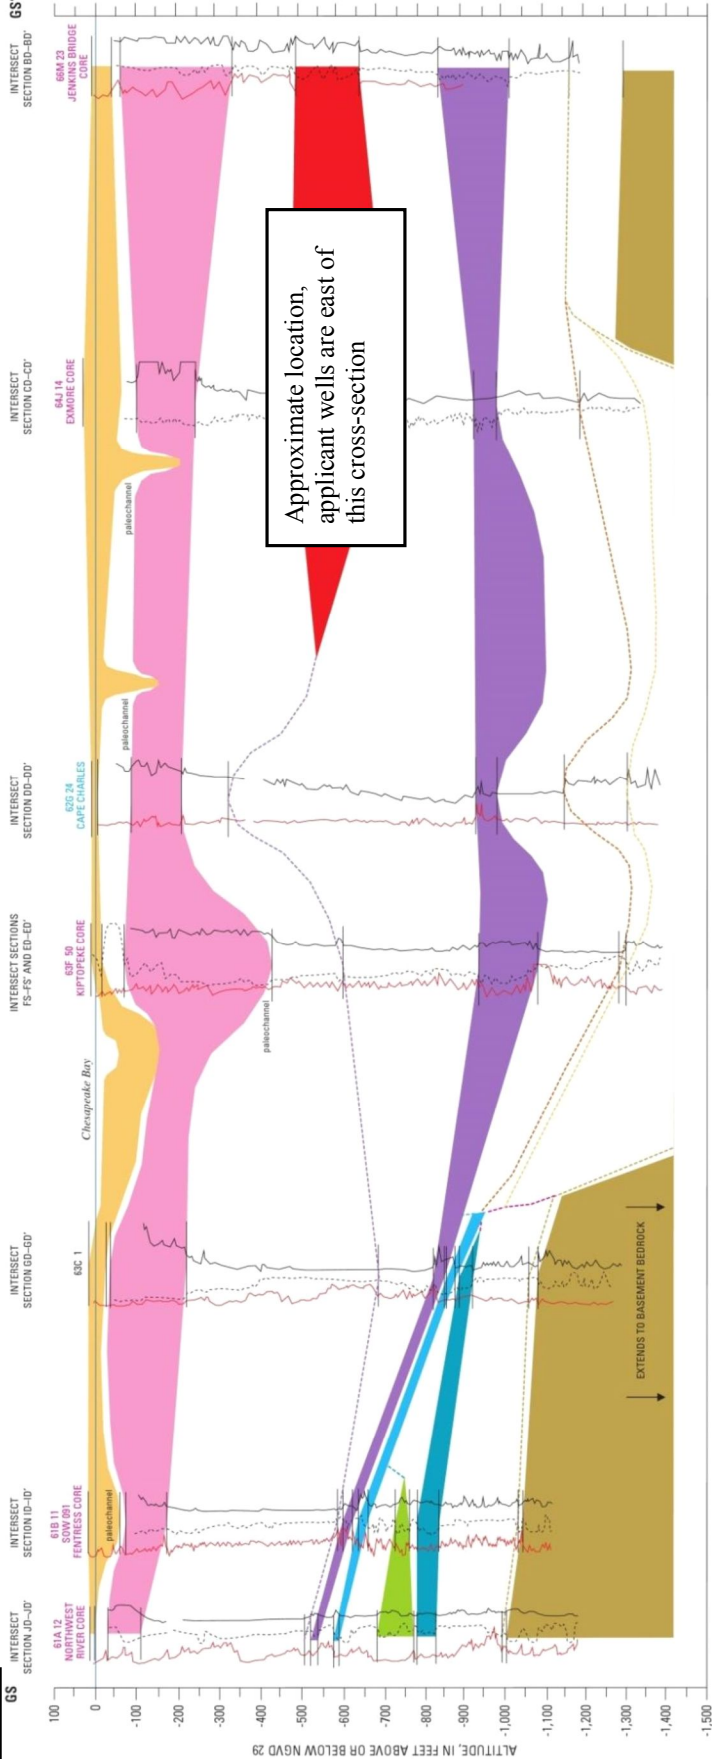 GS
GS'
INTERSECT
SECTION JD–JD'
61A 12
NORTHWEST
RIVER CORE
INTERSECT
SECTION ID–ID'
61B 11
SOW 091
FENTRESS CORE
INTERSECT
SECTION GD–GD'
63C 1
Chesapeake Bay
INTERSECT SECTIONS
FS–FS' AND ED–ED'
63F 50
KIPTOPEKE CORE
INTERSECT
SECTION DD–DD'
62G 24
CAPE CHARLES
INTERSECT
SECTION CD–CD'
64J 14
EXMORE CORE
INTERSECT
SECTION BD–BD'
66M 23
JENKINS BRIDGE
CORE
paleochannel
paleochannel
paleochannel
paleochannel
Approximate location,
applicant wells are east of
this cross-section
EXTENDS TO BASEMENT BEDROCK
ALTITUDE, IN FEET ABOVE OR BELOW NGVD 29
100
0
-100
-200
-300
-400
-500
-600
-700
-800
-900
-1,000
-1,100
-1,200
-1,300
-1,400
-1,500